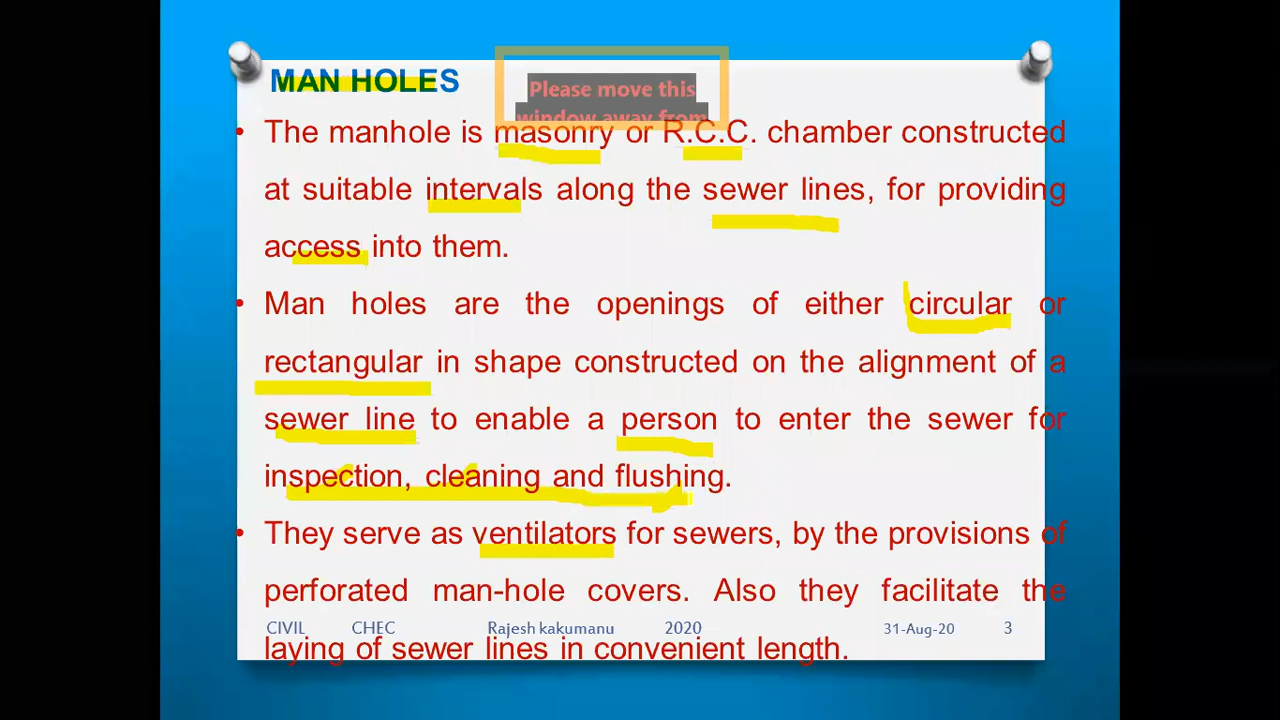 MAN HOLES
Please move this
window away from
• The manhole is masonry or R.C.C. chamber constructed
at suitable intervals along the sewer lines, for providing
access into them.
• Man holes are the openings of either circular or
rectangular in shape constructed on the alignment of a
sewer line to enable a person to enter the sewer for
inspection, cleaning and flushing.
• They serve as ventilators for sewers, by the provisions of
perforated man-hole covers. Also they facilitate the
CIVIL CHEC Rajesh kakumanu 2020 31-Aug-20 3
laying of sewer lines in convenient length.